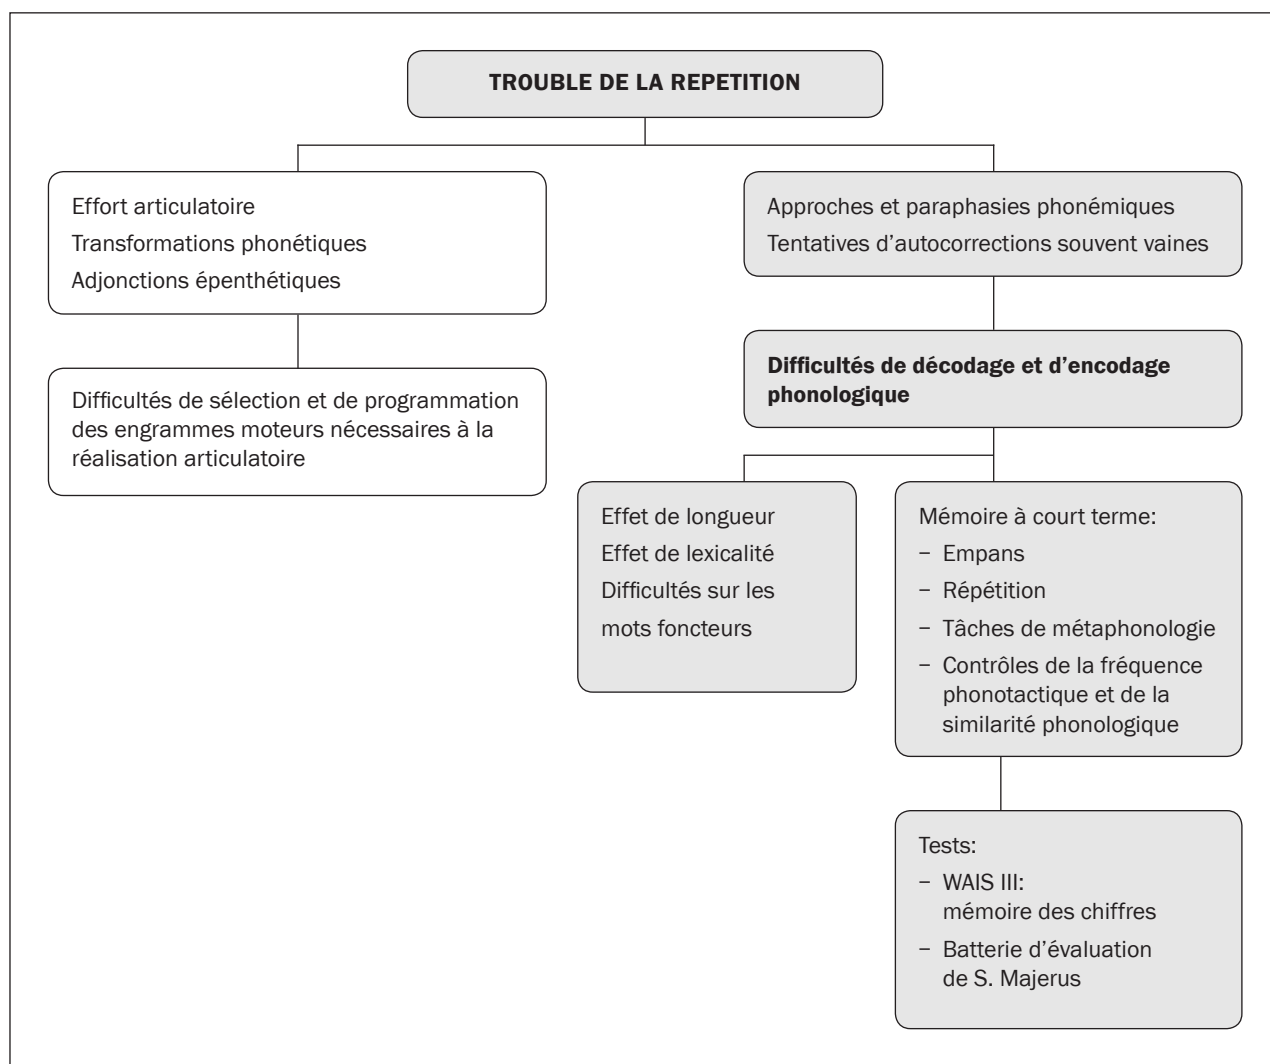 TROUBLE DE LA REPETITION
Effort articulatoire
Transformations phonétiques
Adjonctions épenthétiques
Difficultés de sélection et de programmation
des engrammes moteurs nécessaires à la
réalisation articulatoire
Approches et paraphasies phonémiques
Tentatives d'autocorrections souvent vaines
Difficultés de décodage et d'encodage
phonologique
Effet de longueur
Effet de lexicalité
Difficultés sur les
mots foncteurs
Mémoire à court terme:
– Empans
– Répétition
– Tâches de métaphonologie
– Contrôles de la fréquence
phonotactique et de la
similarité phonologique
Tests:
– WAIS III:
mémoire des chiffres
– Batterie d'évaluation
de S. Majerus